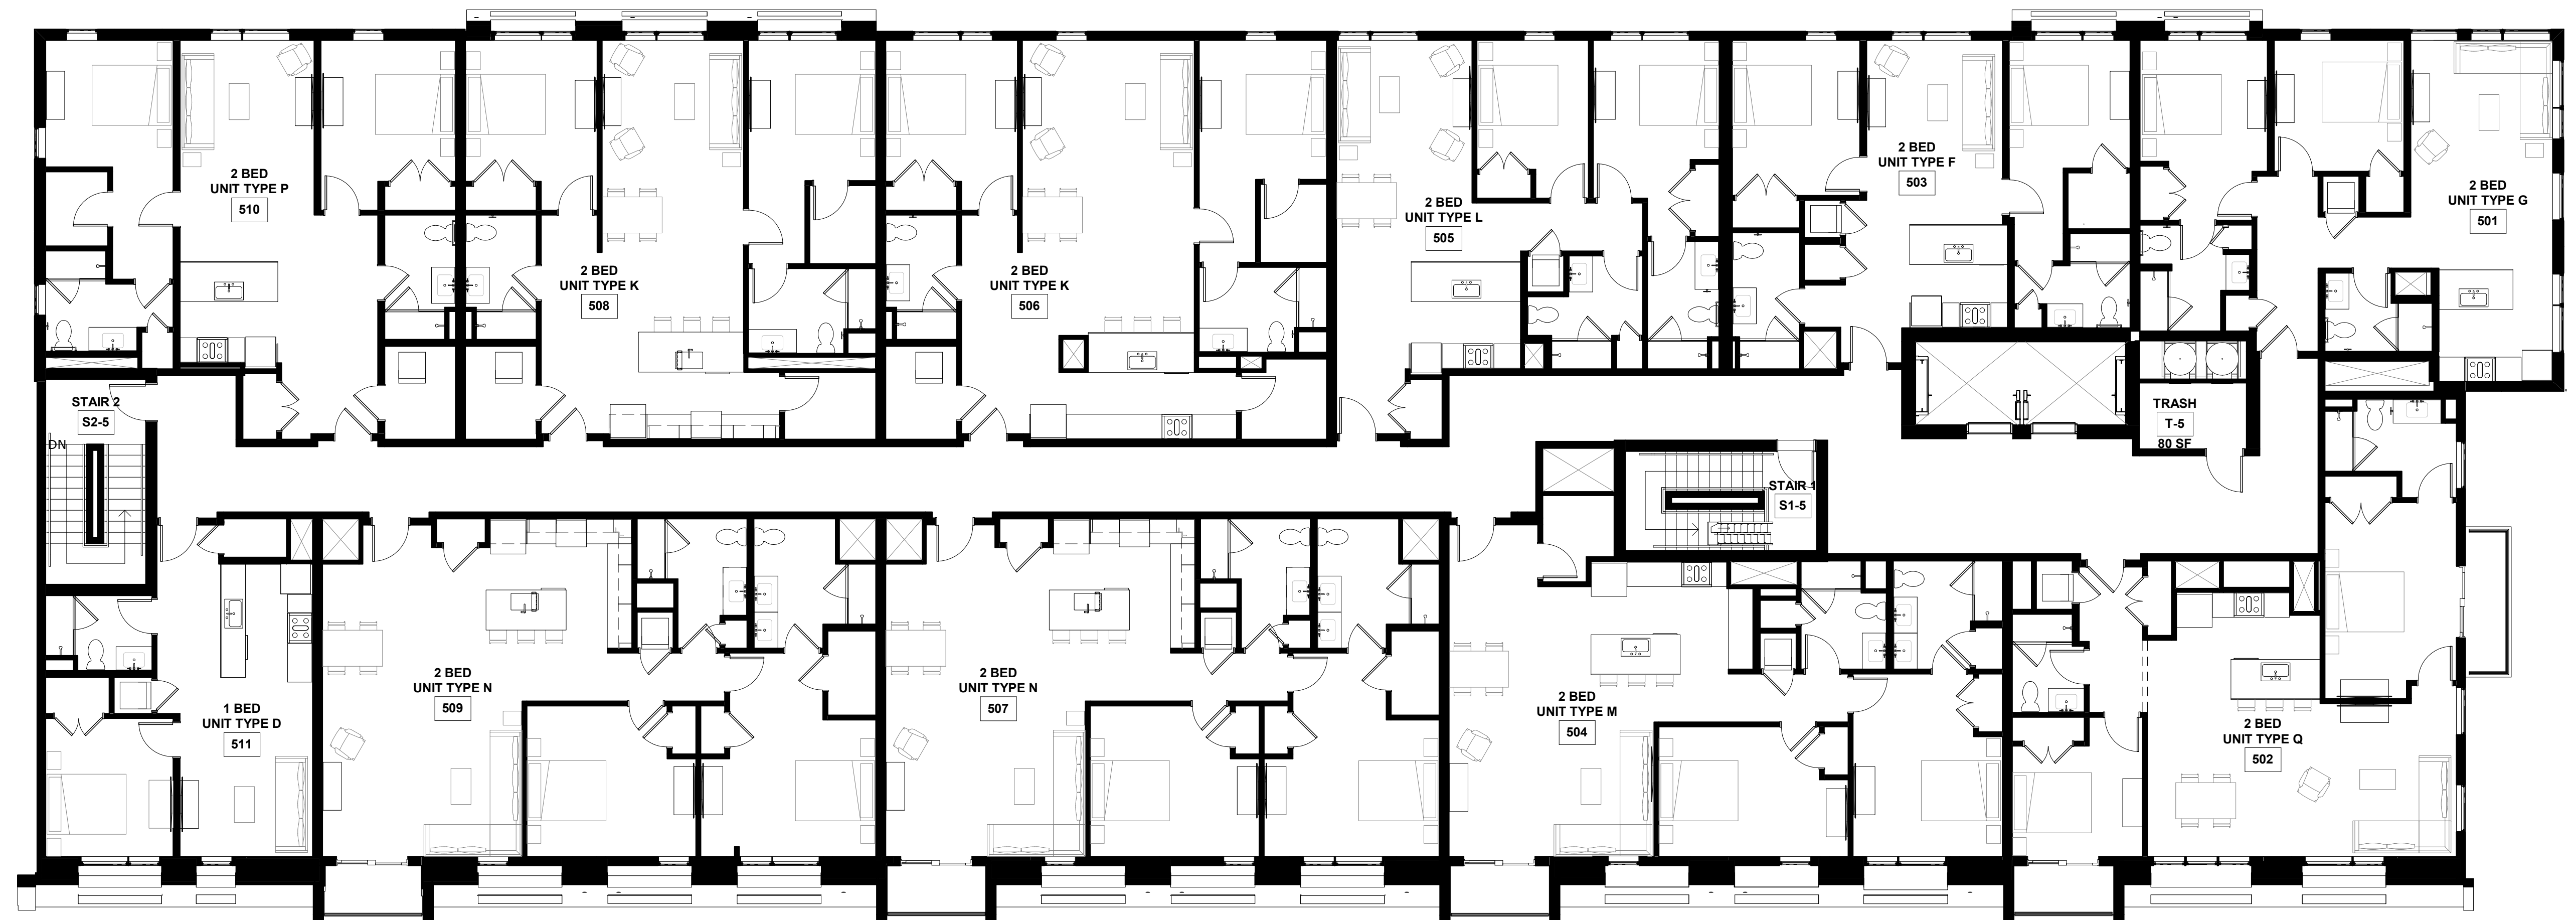 2 BED
UNIT TYPE P
510
2 BED
UNIT TYPE K
508
2 BED
UNIT TYPE K
506
2 BED
UNIT TYPE L
505
2 BED
UNIT TYPE F
503
2 BED
UNIT TYPE G
501
STAIR 2
S2-5
DN
TRASH
T-5
80 SF
STAIR 1
S1-5
1 BED
UNIT TYPE D
511
2 BED
UNIT TYPE N
509
2 BED
UNIT TYPE N
507
2 BED
UNIT TYPE M
504
2 BED
UNIT TYPE Q
502